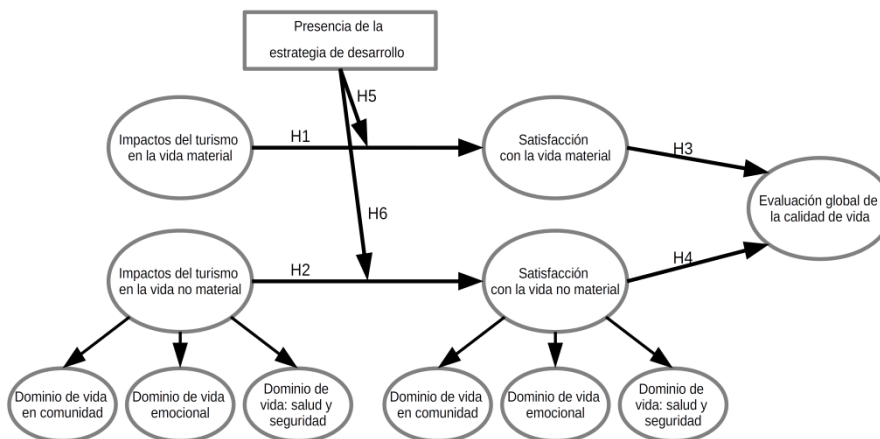 Presencia de la
estrategia de desarrollo
H5
Impactos del turismo
en la vida material
H1
Satisfacción
con la vida material
H3
Evaluación global de
la calidad de vida
H6
Impactos del turismo
en la vida no material
H2
Satisfacción
con la vida no material
H4
Dominio de vida
en comunidad
Dominio de vida
emocional
Dominio de
vida: salud y
seguridad
Dominio de vida
en comunidad
Dominio de vida
emocional
Dominio de
vida: salud y
seguridad